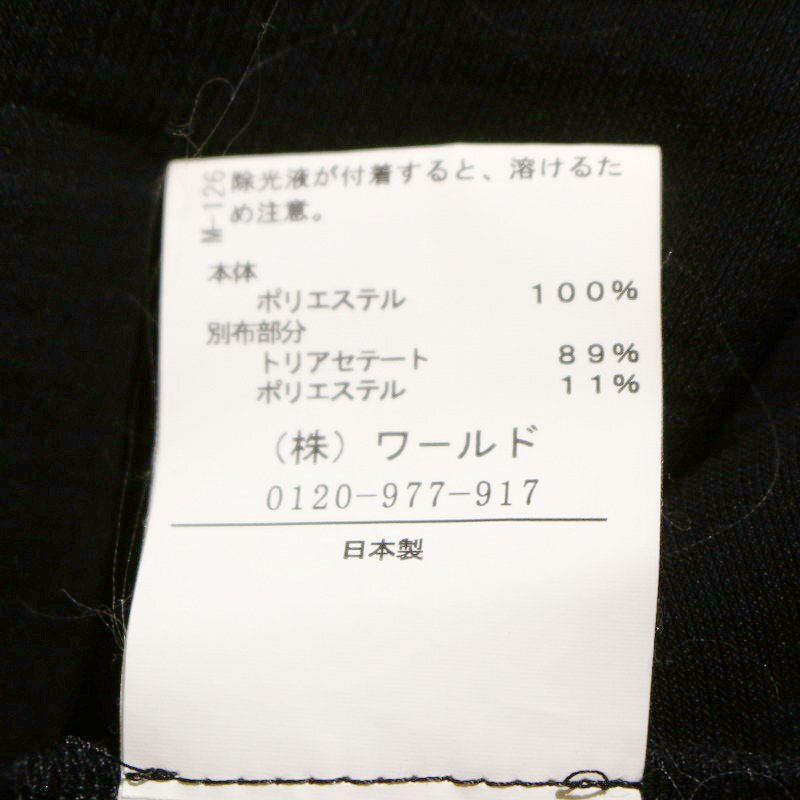 M-126
除光液が付着すると、溶けるた
め注意。
本体
ポリエステル 100%
別布部分
トリアセテート 89%
ポリエステル 11%
(株) ワールド
0120-977-917
日本製